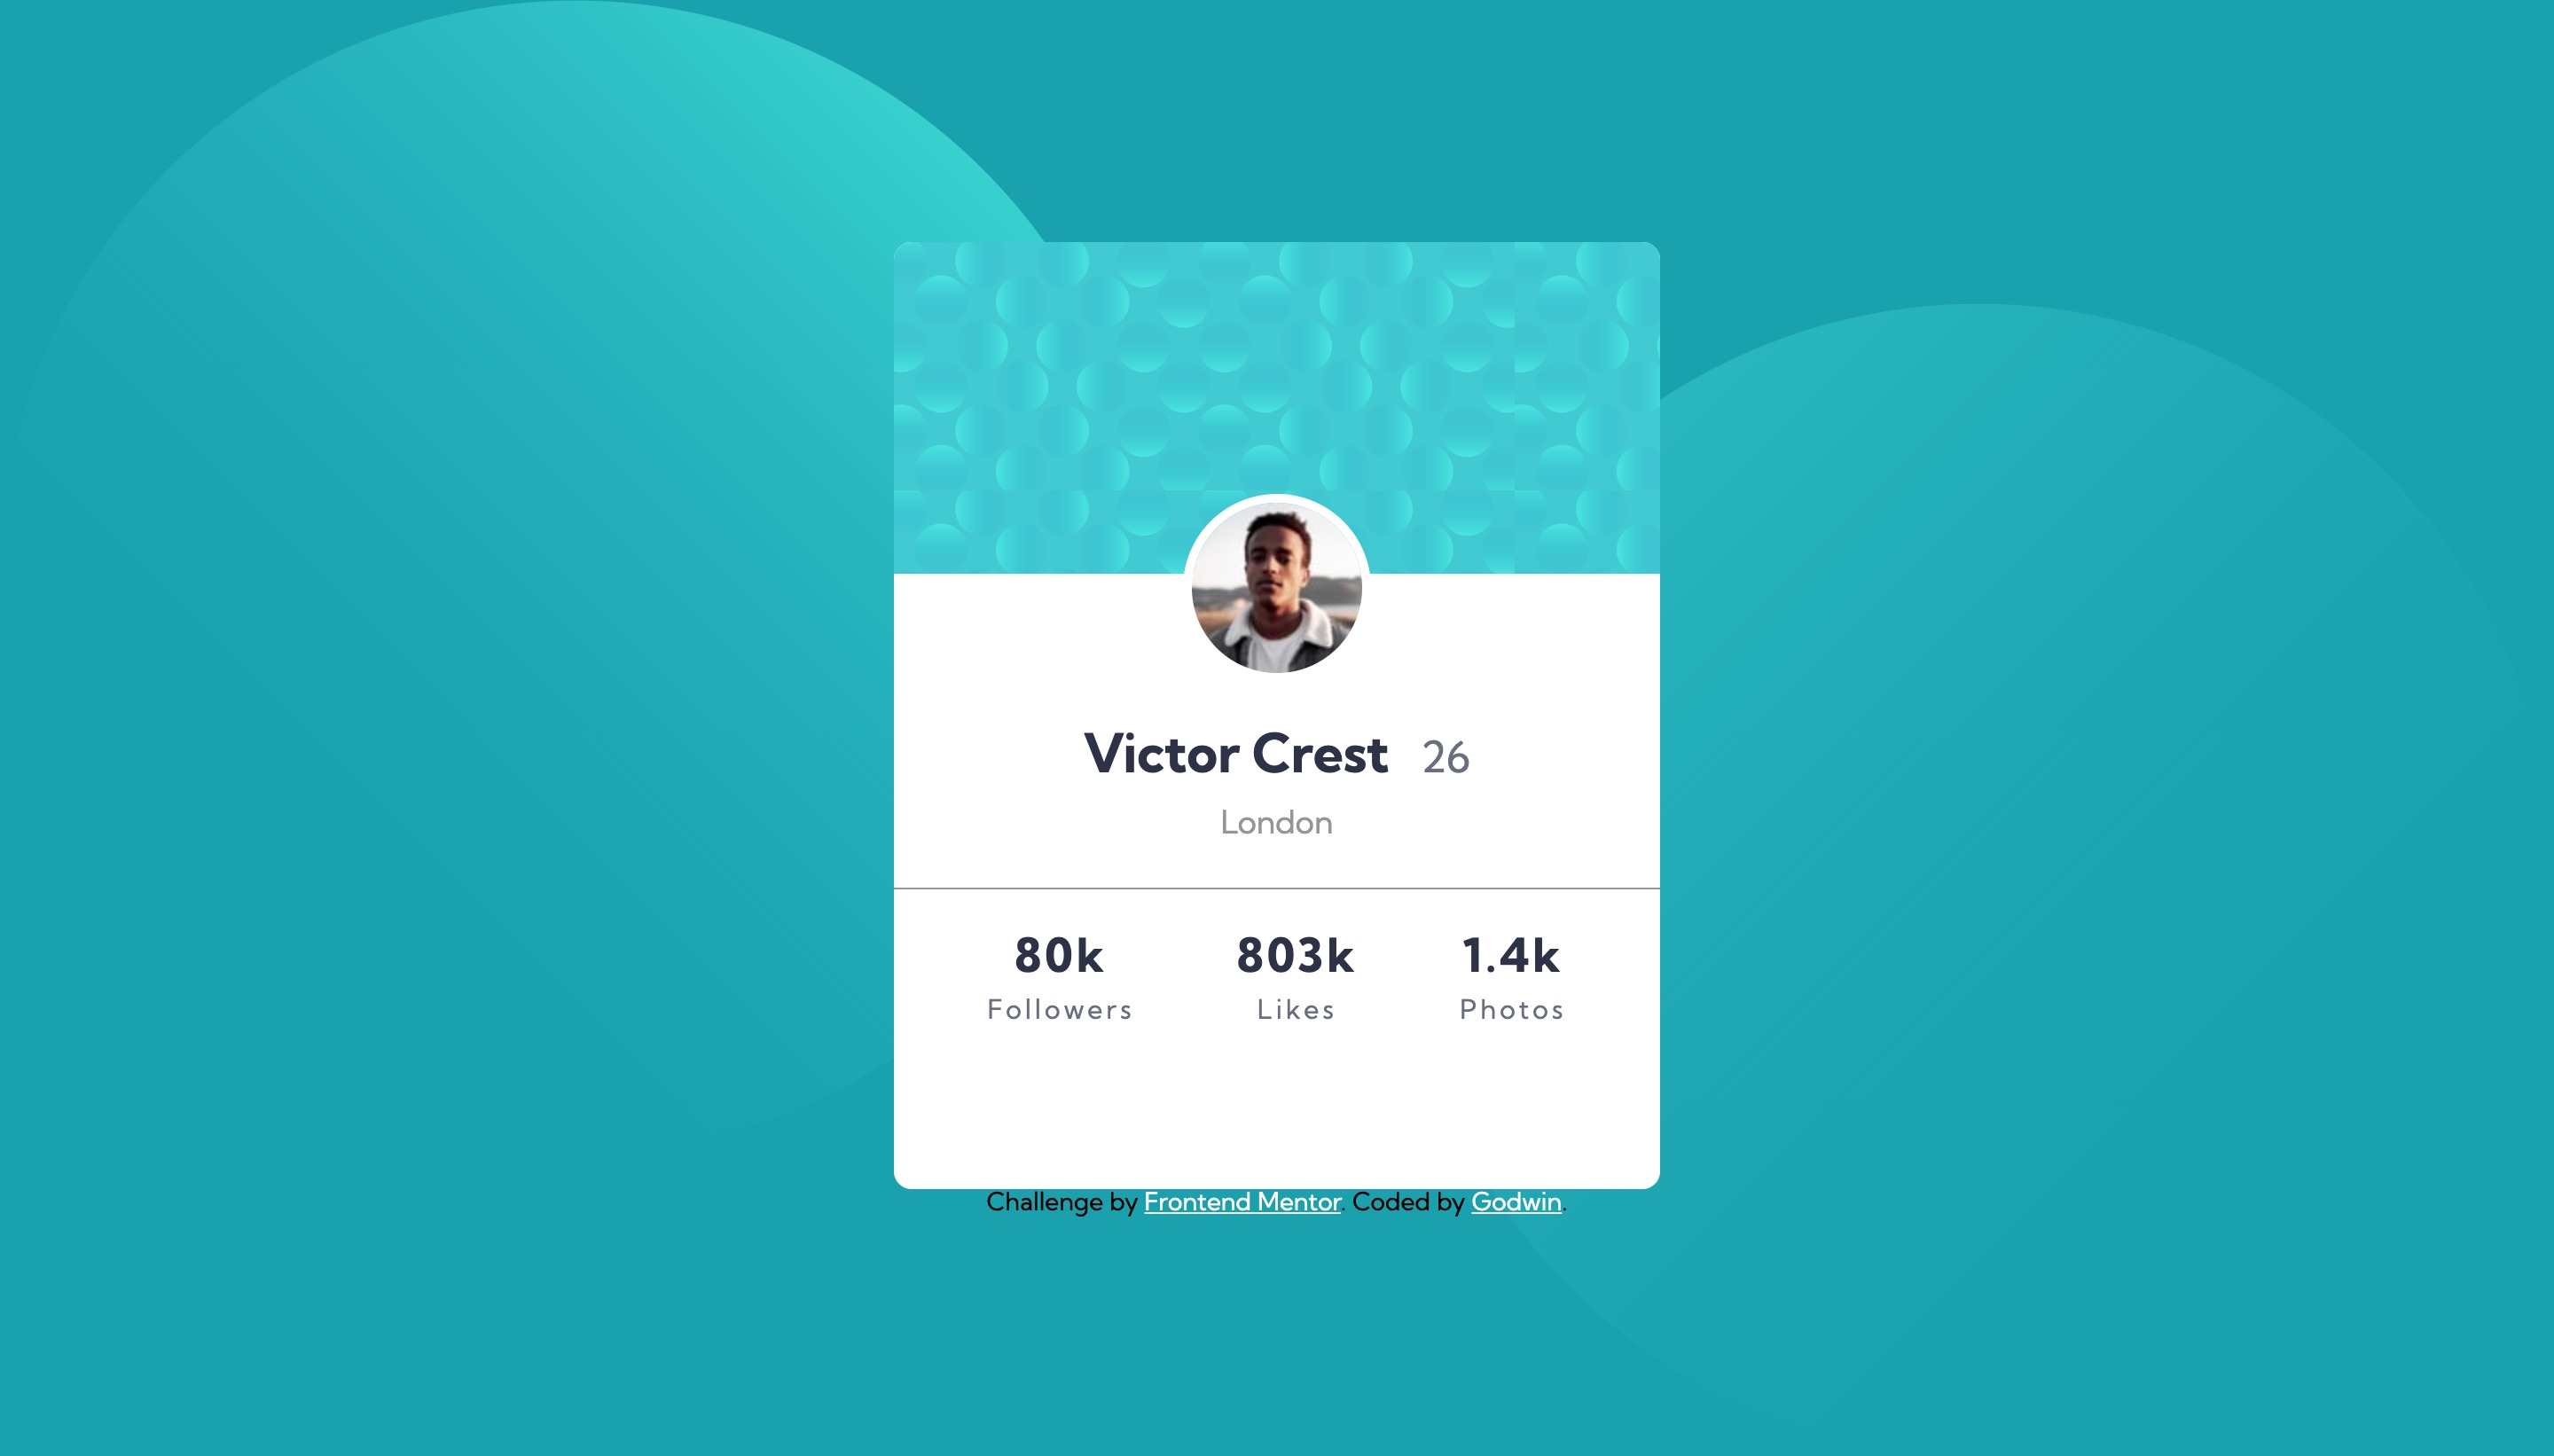 Victor Crest 26
London
80k 803k 1.4k
Followers Likes Photos
Challenge by Frontend Mentor. Coded by Godwin.